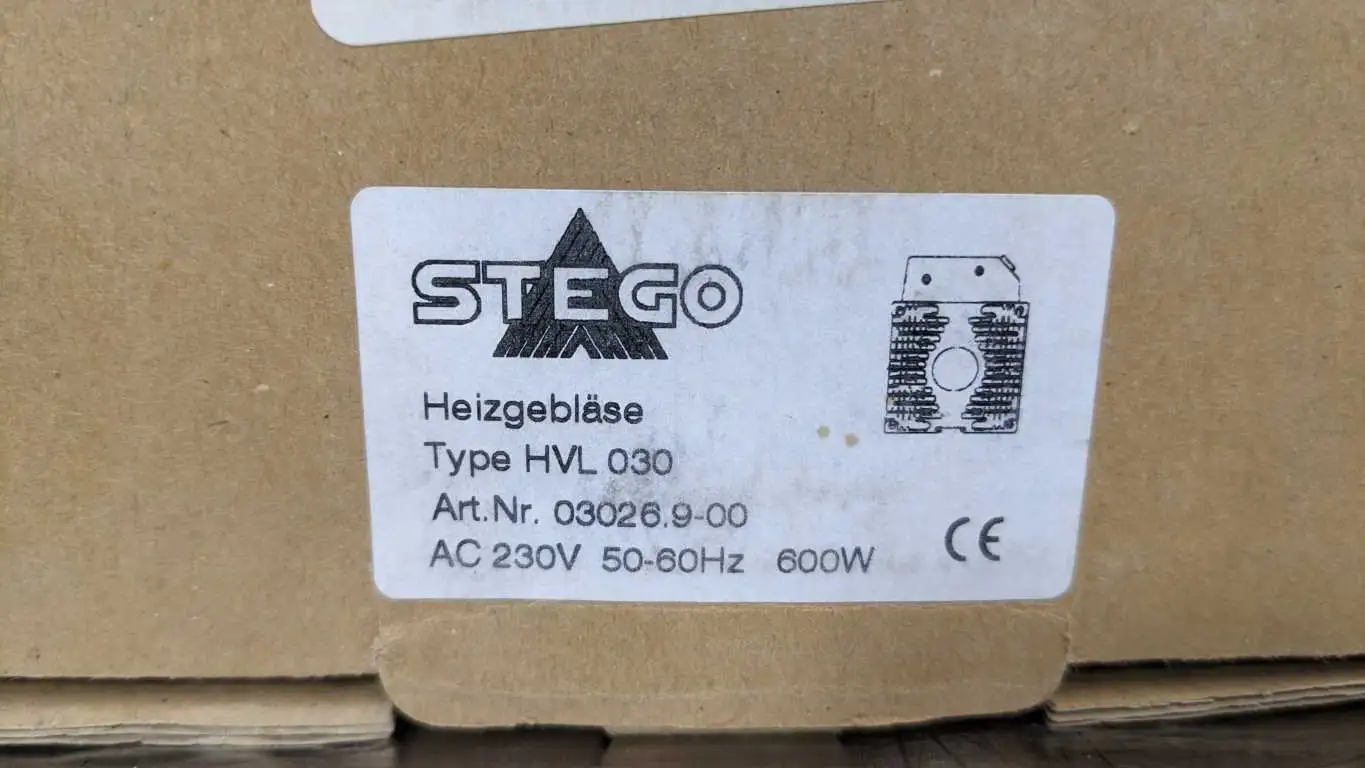 STEGO
Heizgebläse
Type HVL 030
Art.Nr. 03026.9-00
AC 230V 50-60Hz 600W
CE